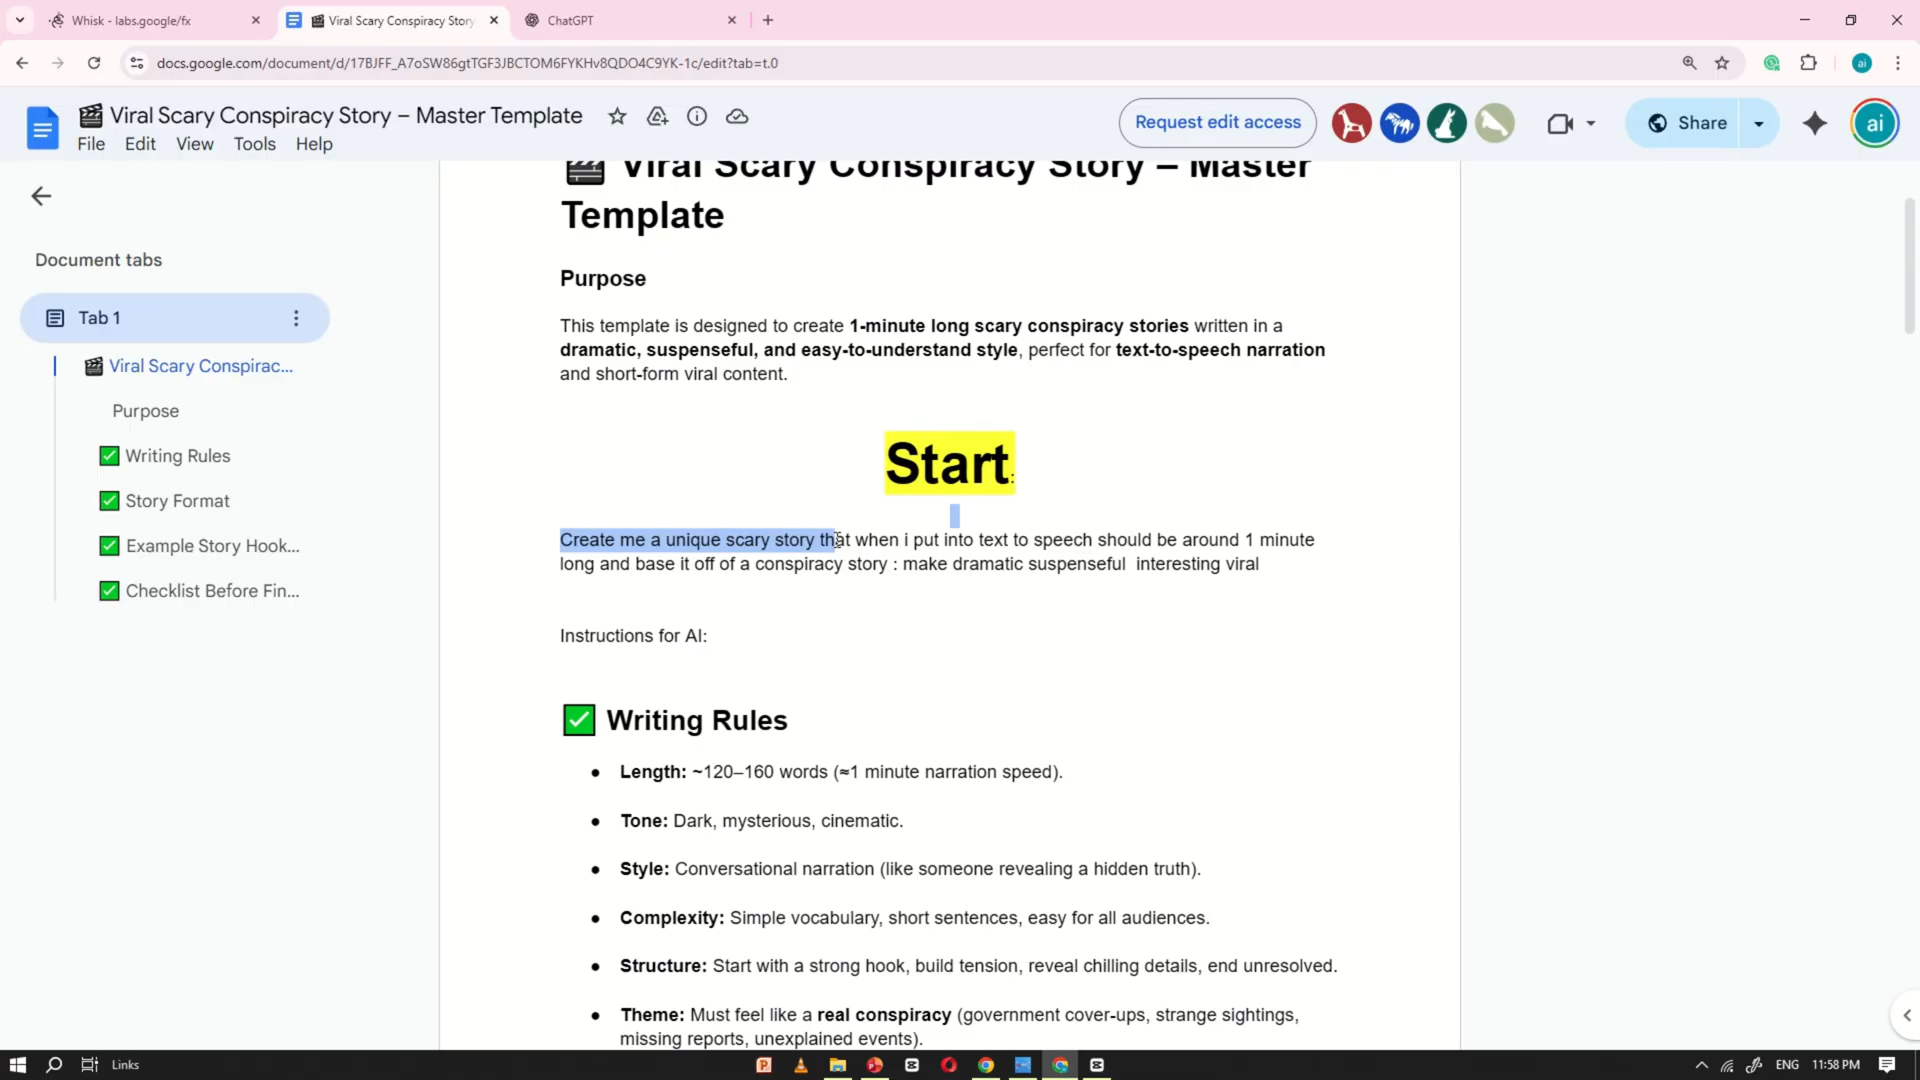 Whisk - labs.google/fx
Viral Scary Conspiracy Story
ChatGPT
docs.google.com/document/d/17BJFF_A7oSW86gtTGF3JBCTOM6FYKHv8QDO4C9YK-1c/edit?tab=t.0
ai
🎬 Viral Scary Conspiracy Story – Master Template
Request edit access
Share
ai
File Edit View Tools Help
Document tabs
Tab 1
🎬 Viral Scary Conspirac...
Purpose
✅ Writing Rules
✅ Story Format
✅ Example Story Hook...
✅ Checklist Before Fin...
🎬 Viral Scary Conspiracy Story – Master
Template
Purpose
This template is designed to create 1-minute long scary conspiracy stories written in a
dramatic, suspenseful, and easy-to-understand style, perfect for text-to-speech narration
and short-form viral content.
Start:
Create me a unique scary story that when i put into text to speech should be around 1 minute
long and base it off of a conspiracy story : make dramatic suspenseful  interesting viral
Instructions for AI:
✅ Writing Rules
● Length: ~120–160 words (≈1 minute narration speed).
● Tone: Dark, mysterious, cinematic.
● Style: Conversational narration (like someone revealing a hidden truth).
● Complexity: Simple vocabulary, short sentences, easy for all audiences.
● Structure: Start with a strong hook, build tension, reveal chilling details, end unresolved.
● Theme: Must feel like a real conspiracy (government cover-ups, strange sightings,
missing reports, unexplained events).
Links
ENG
11:58 PM